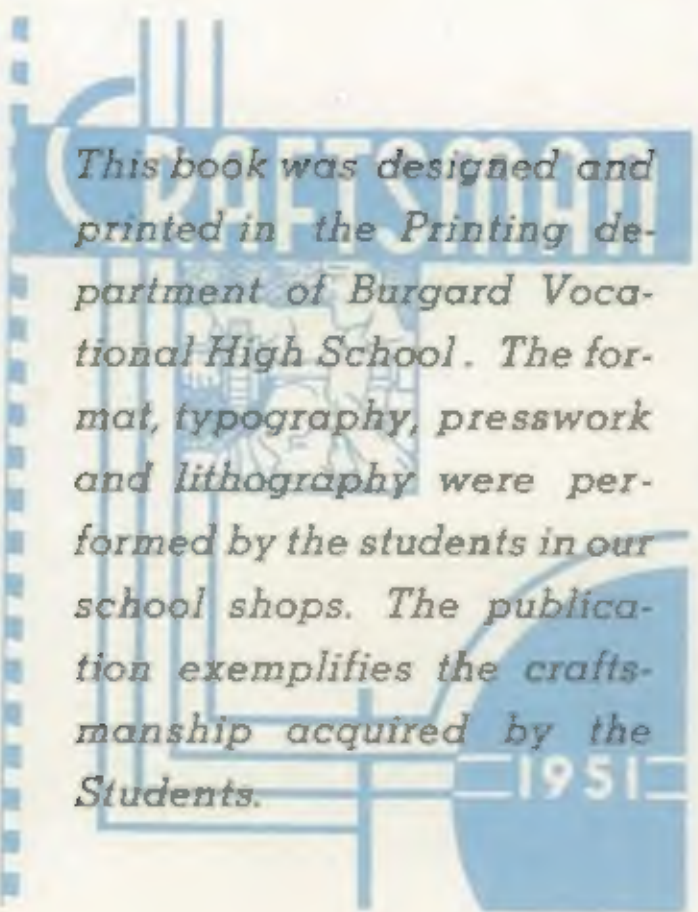 CRAFTSMAN
This book was designed and
printed in the Printing de-
partment of Burgard Voca-
tional High School. The for-
mat, typography, presswork
and lithography were per-
formed by the students in our
school shops. The publica-
tion exemplifies the crafts-
manship acquired by the
Students.
1951